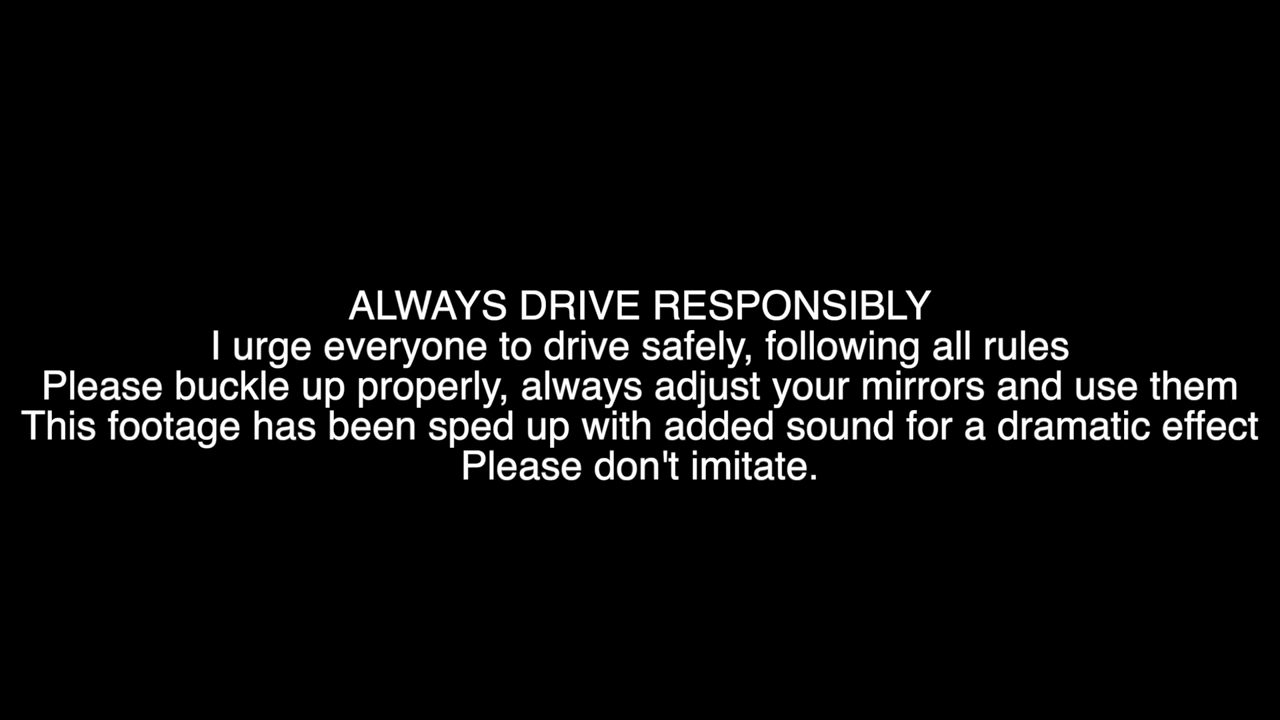 ALWAYS DRIVE RESPONSIBLY
I urge everyone to drive safely, following all rules
Please buckle up properly, always adjust your mirrors and use them
This footage has been sped up with added sound for a dramatic effect
Please don't imitate.